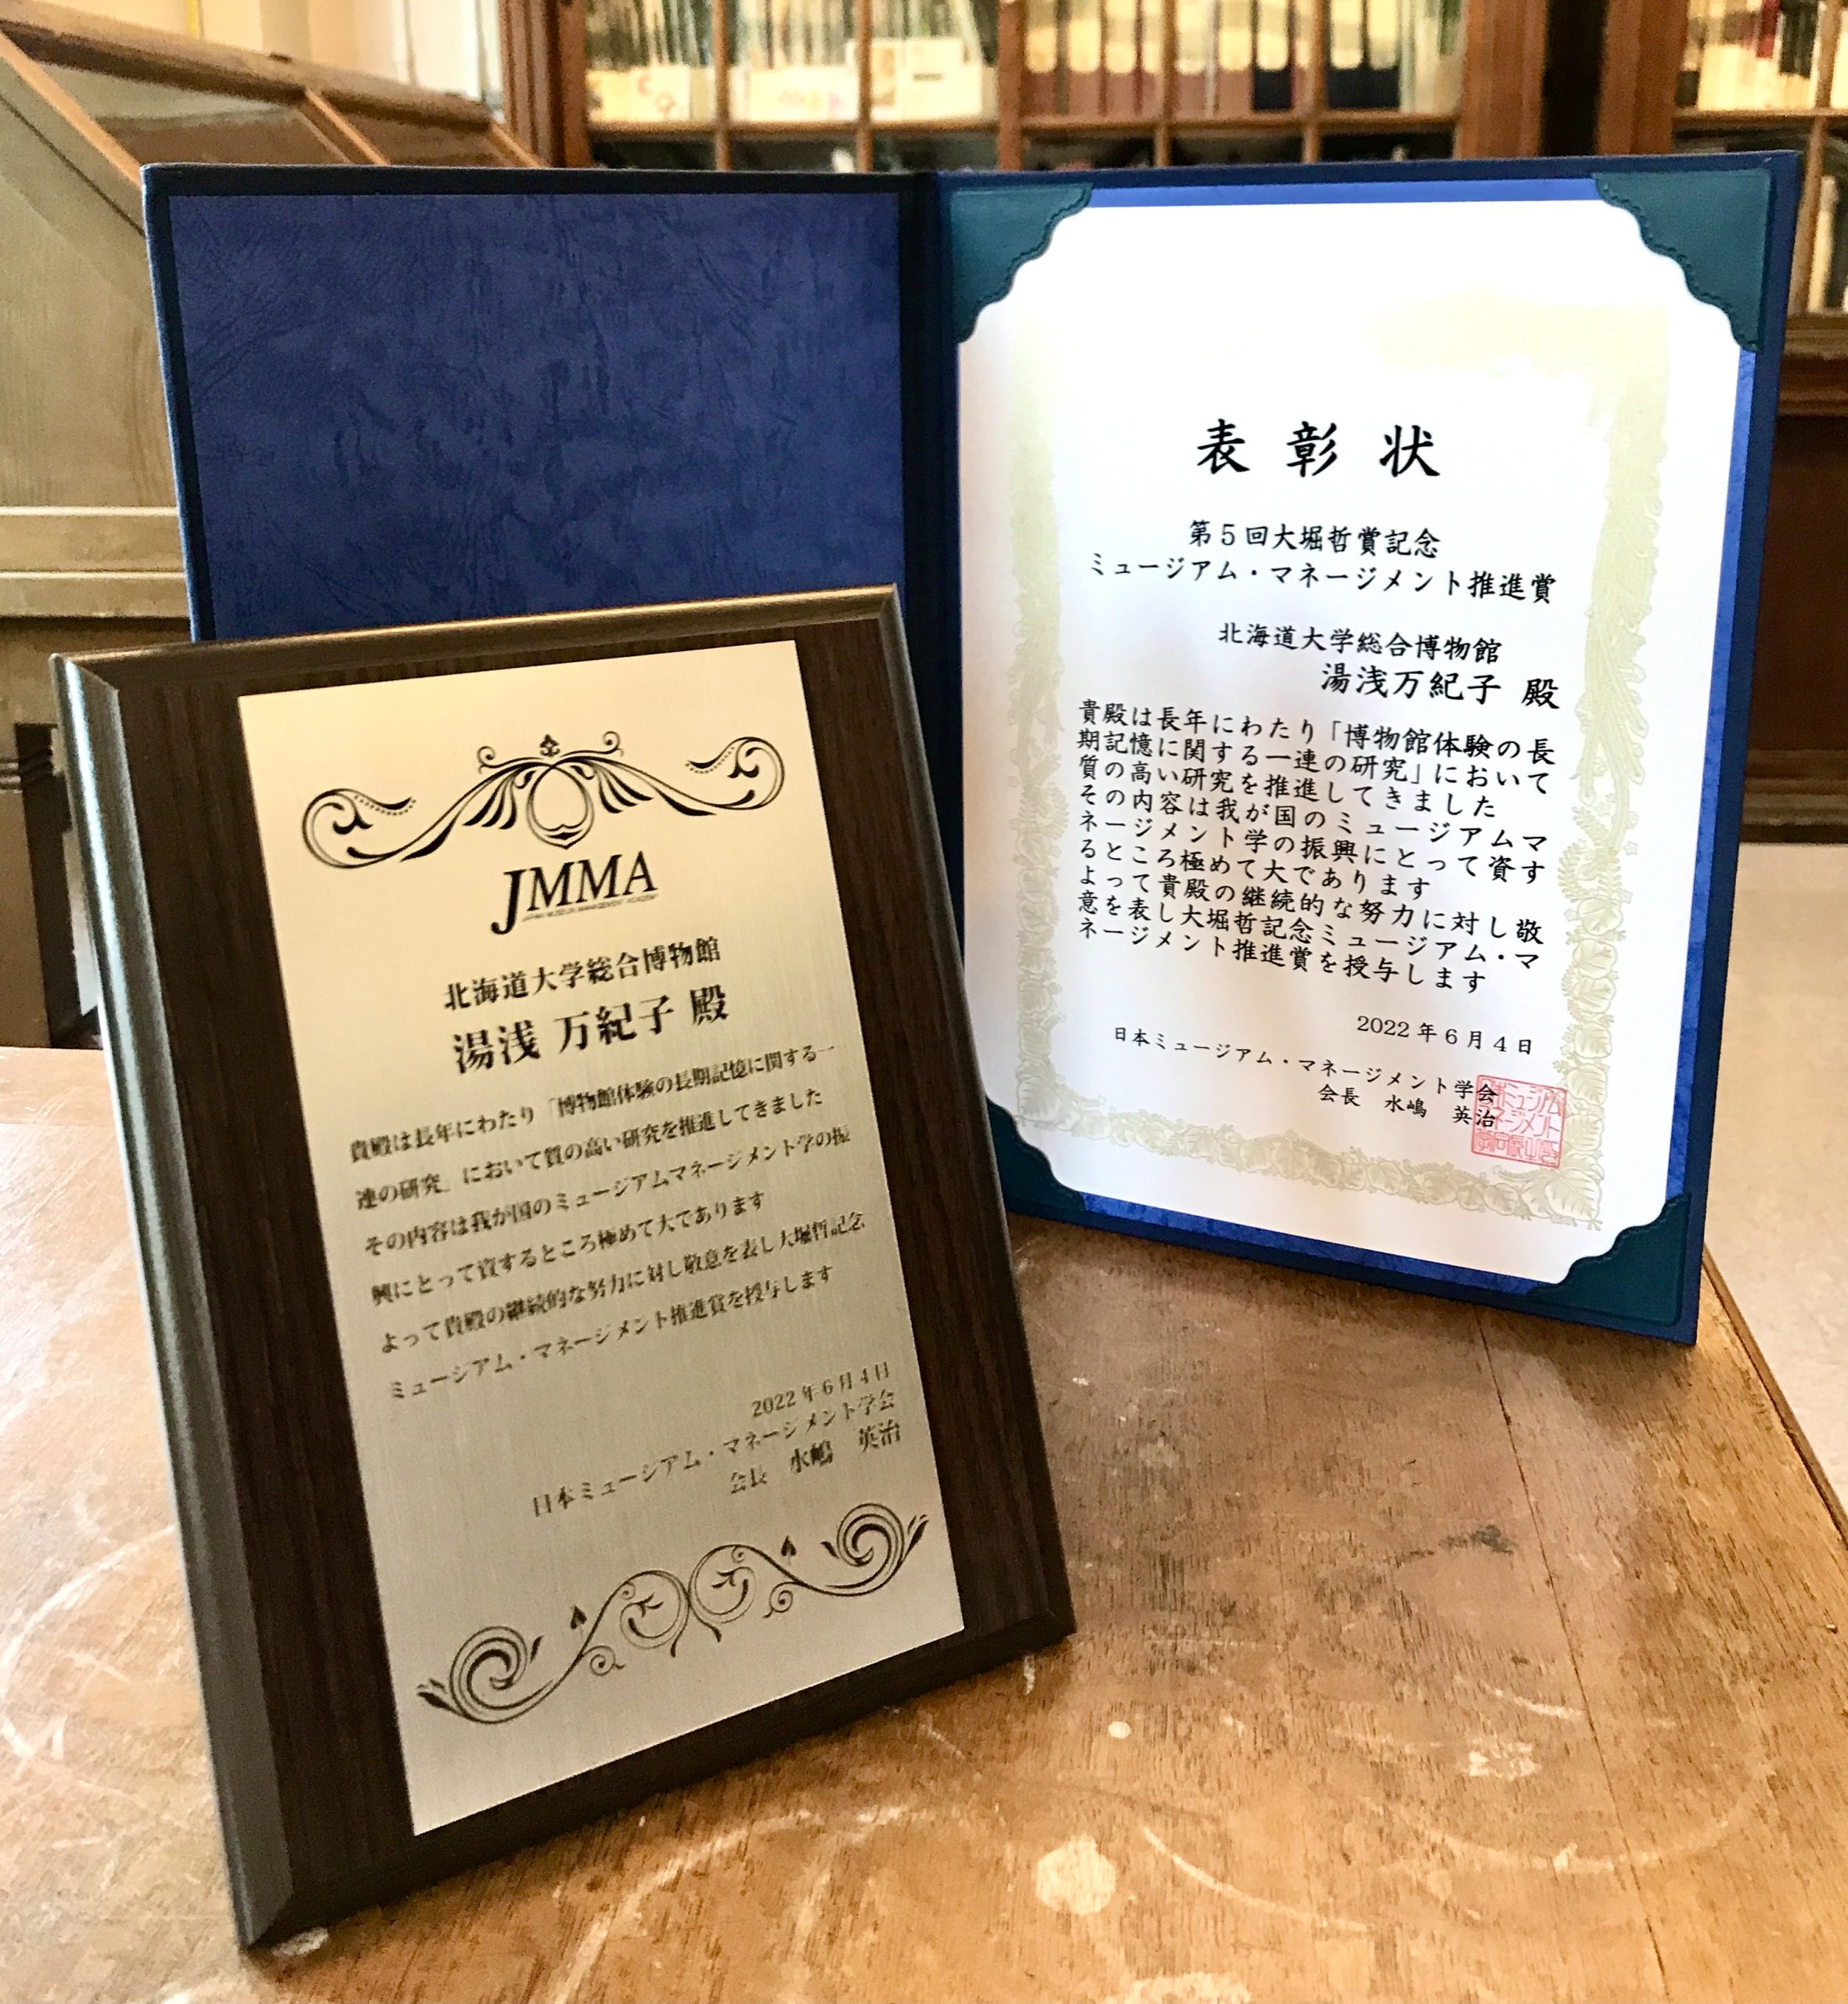 JMMA
北海道大学総合博物館
湯浅 万紀子 殿
貴殿は長年にわたり「博物館体験の長期記憶に関する一
連の研究」において質の高い研究を推進してきました
その内容は我が国のミュージアムマネージメント学の振
興にとって資するところ極めて大であります
よって貴殿の継続的な努力に対し敬意を表し大堀哲記念
ミュージアム・マネージメント推進賞を授与します
2022年6月4日
日本ミュージアム・マネージメント学会
会長 水嶋 英治
表彰状
第5回大堀哲賞記念
ミュージアム・マネージメント推進賞
北海道大学総合博物館
湯浅万紀子 殿
貴殿は長年にわたり「博物館体験の長
期記憶に関する一連の研究」において
質の高い研究を推進してきました
その内容は我が国のミュージアムマ
ネージメント学の振興にとって資す
るところ極めて大であります
よって貴殿の継続的な努力に対し敬
意を表し大堀哲記念ミュージアム・マ
ネージメント推進賞を授与します
2022年6月4日
日本ミュージアム・マネージメント学会
会長 水嶋 英治